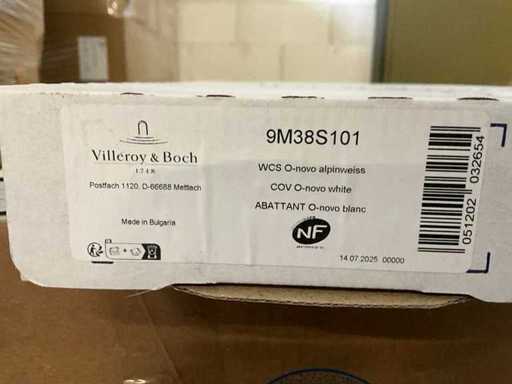 Villeroy & Boch
1748
Postfach 1120, D-66688 Mettlach
Made in Bulgaria
9M38S101
WCS O-novo alpinweiss
COV O-novo white
ABATTANT O-novo blanc
NF
14.07.2025 00000
051202 032654